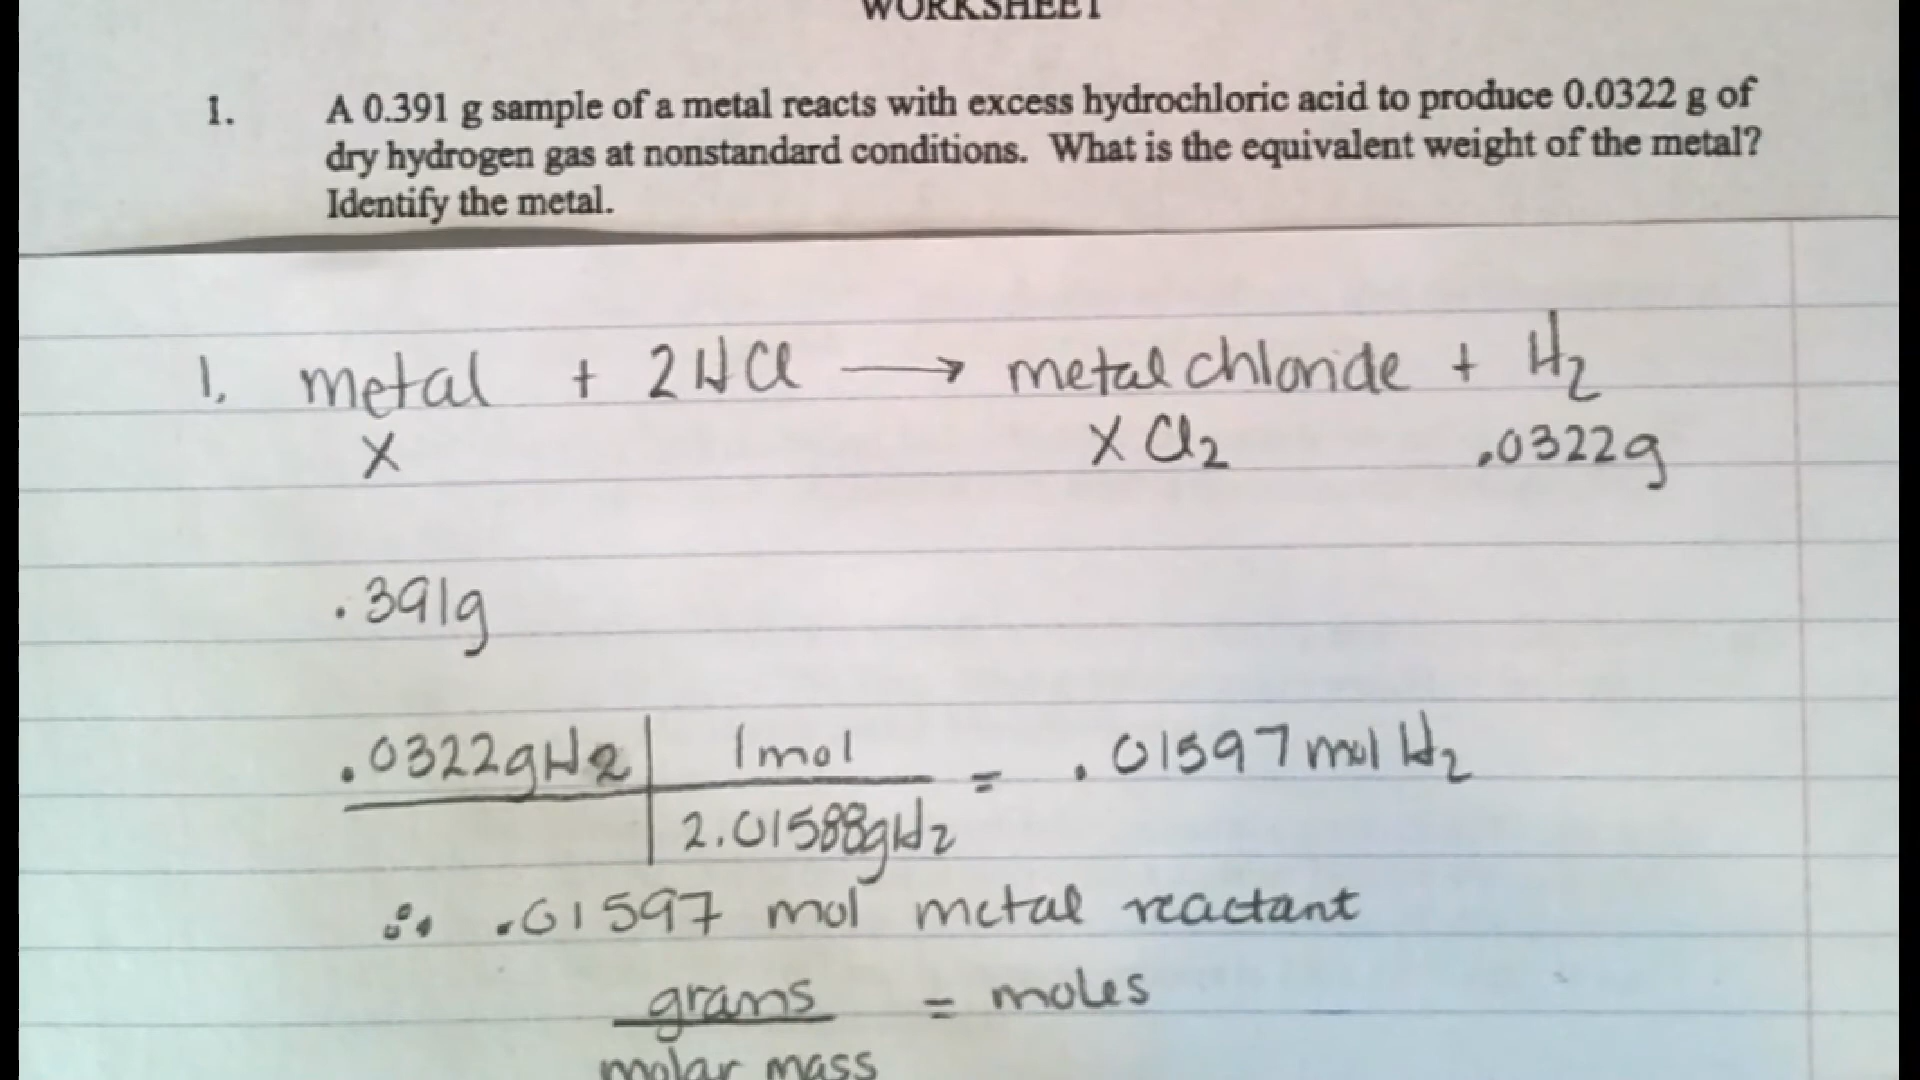 WORKSHEET
1. A 0.391 g sample of a metal reacts with excess hydrochloric acid to produce 0.0322 g of
dry hydrogen gas at nonstandard conditions. What is the equivalent weight of the metal?
Identify the metal.
1. metal + 2HCl → metal chloride + H₂
X XCl₂ .0322g
.391g
.0322gH2 | 1mol = .01597 mol H₂
2.01588gH₂
∴ .01597 mol metal reactant
grams = moles
molar mass